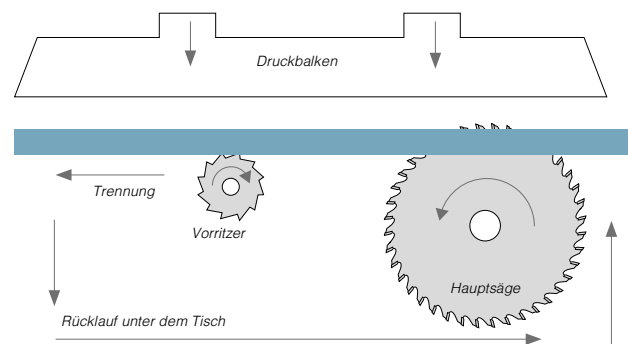 Druckbalken
Trennung
Vorritzer
Hauptsäge
Rücklauf unter dem Tisch